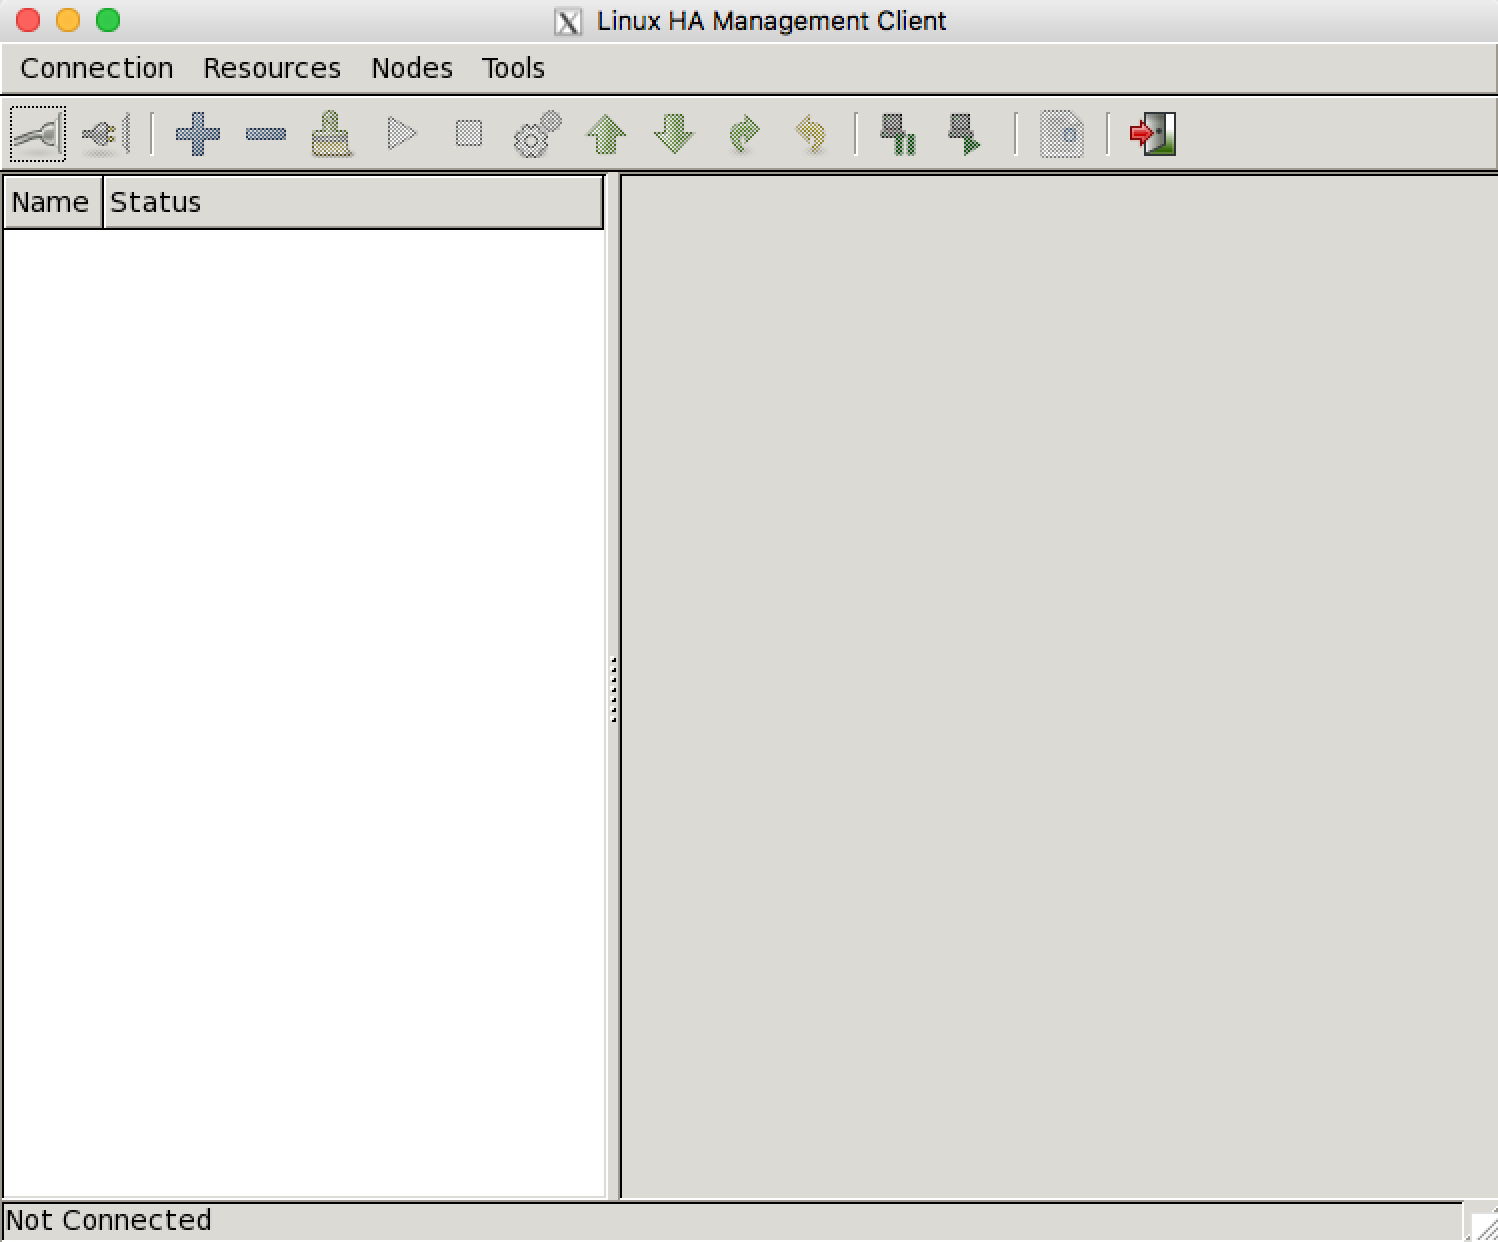 Linux HA Management Client
Connection Resources Nodes Tools
Name Status
Not Connected